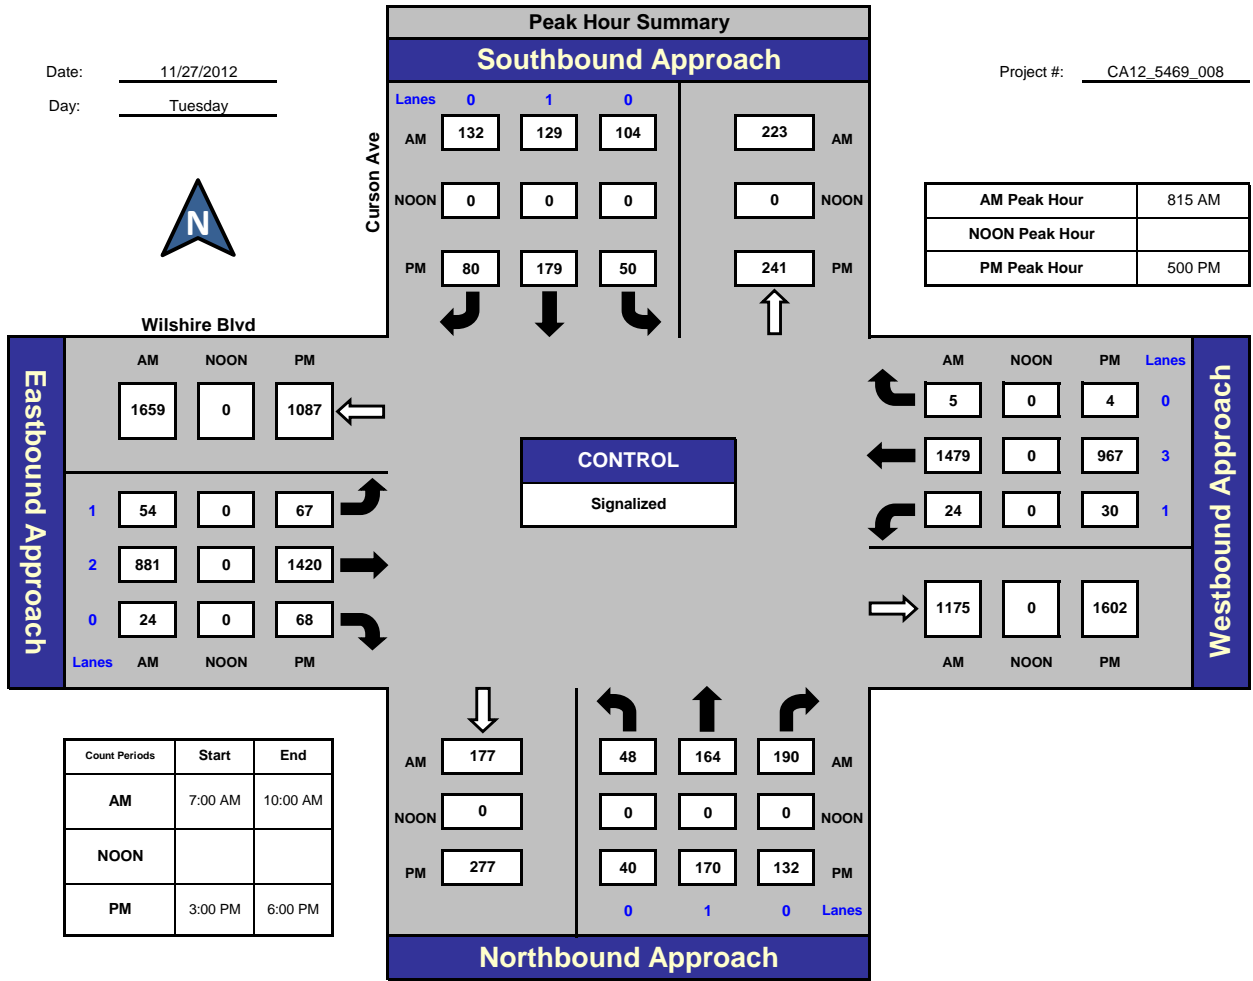 Peak Hour Summary
Southbound Approach
Date: 11/27/2012
Project #: CA12_5469_008
Day: Tuesday
Lanes 0 1 0
AM 132 129 104 223 AM
Curson Ave
N
NOON 0 0 0 0 NOON
AM Peak Hour 815 AM
NOON Peak Hour
PM Peak Hour 500 PM
PM 80 179 50 241 PM
Wilshire Blvd
Eastbound Approach
AM NOON PM
1659 0 1087
1 54 0 67
2 881 0 1420
0 24 0 68
Lanes AM NOON PM
CONTROL
Signalized
AM NOON PM Lanes
5 0 4 0
1479 0 967 3
24 0 30 1
1175 0 1602
AM NOON PM
Westbound Approach
AM 177 48 164 190 AM
NOON 0 0 0 0 NOON
PM 277 40 170 132 PM
0 1 0 Lanes
Northbound Approach
Count Periods Start End
AM 7:00 AM 10:00 AM
NOON
PM 3:00 PM 6:00 PM